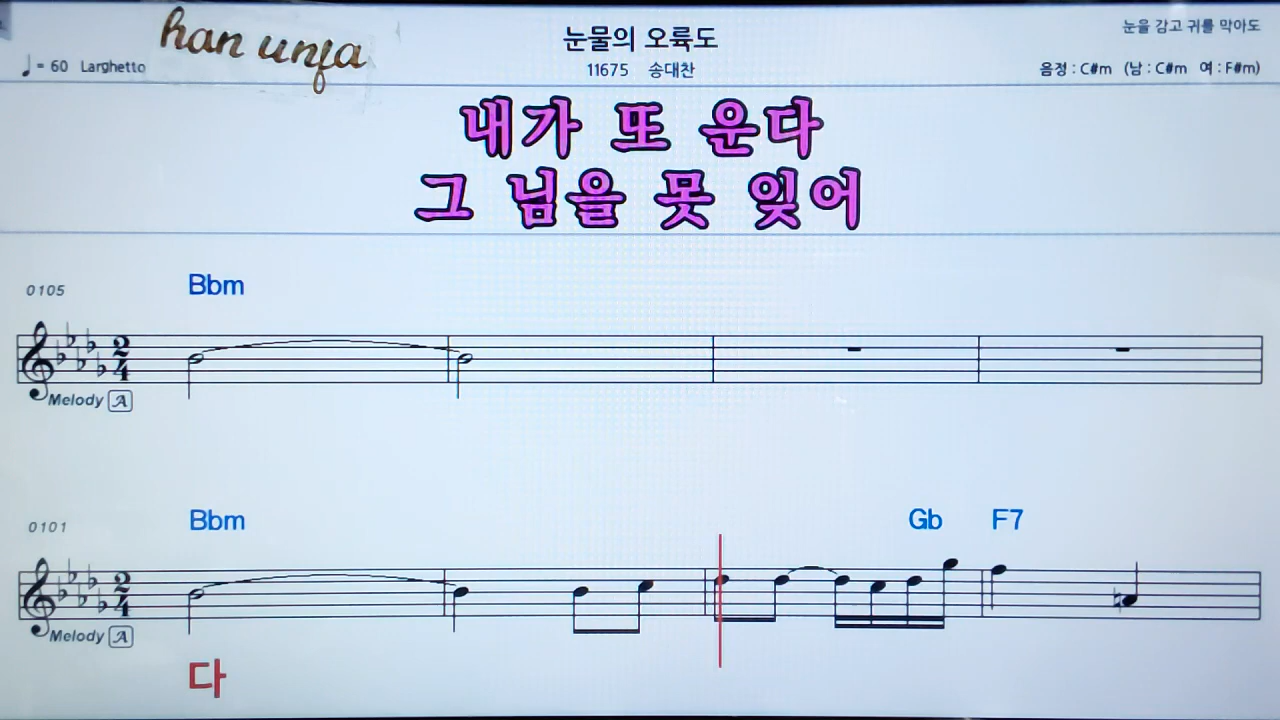 han unfa
눈물의 오륙도
눈을 감고 귀를 막아도
♩= 60 Larghetto
11675 송대찬
음정 : C#m (남 : C#m 여 : F#m)
내가 또 운다
그 님을 못 잊어
0105
Bbm
2
4
Melody A
0101
Bbm
Gb
F7
2
4
Melody A
다